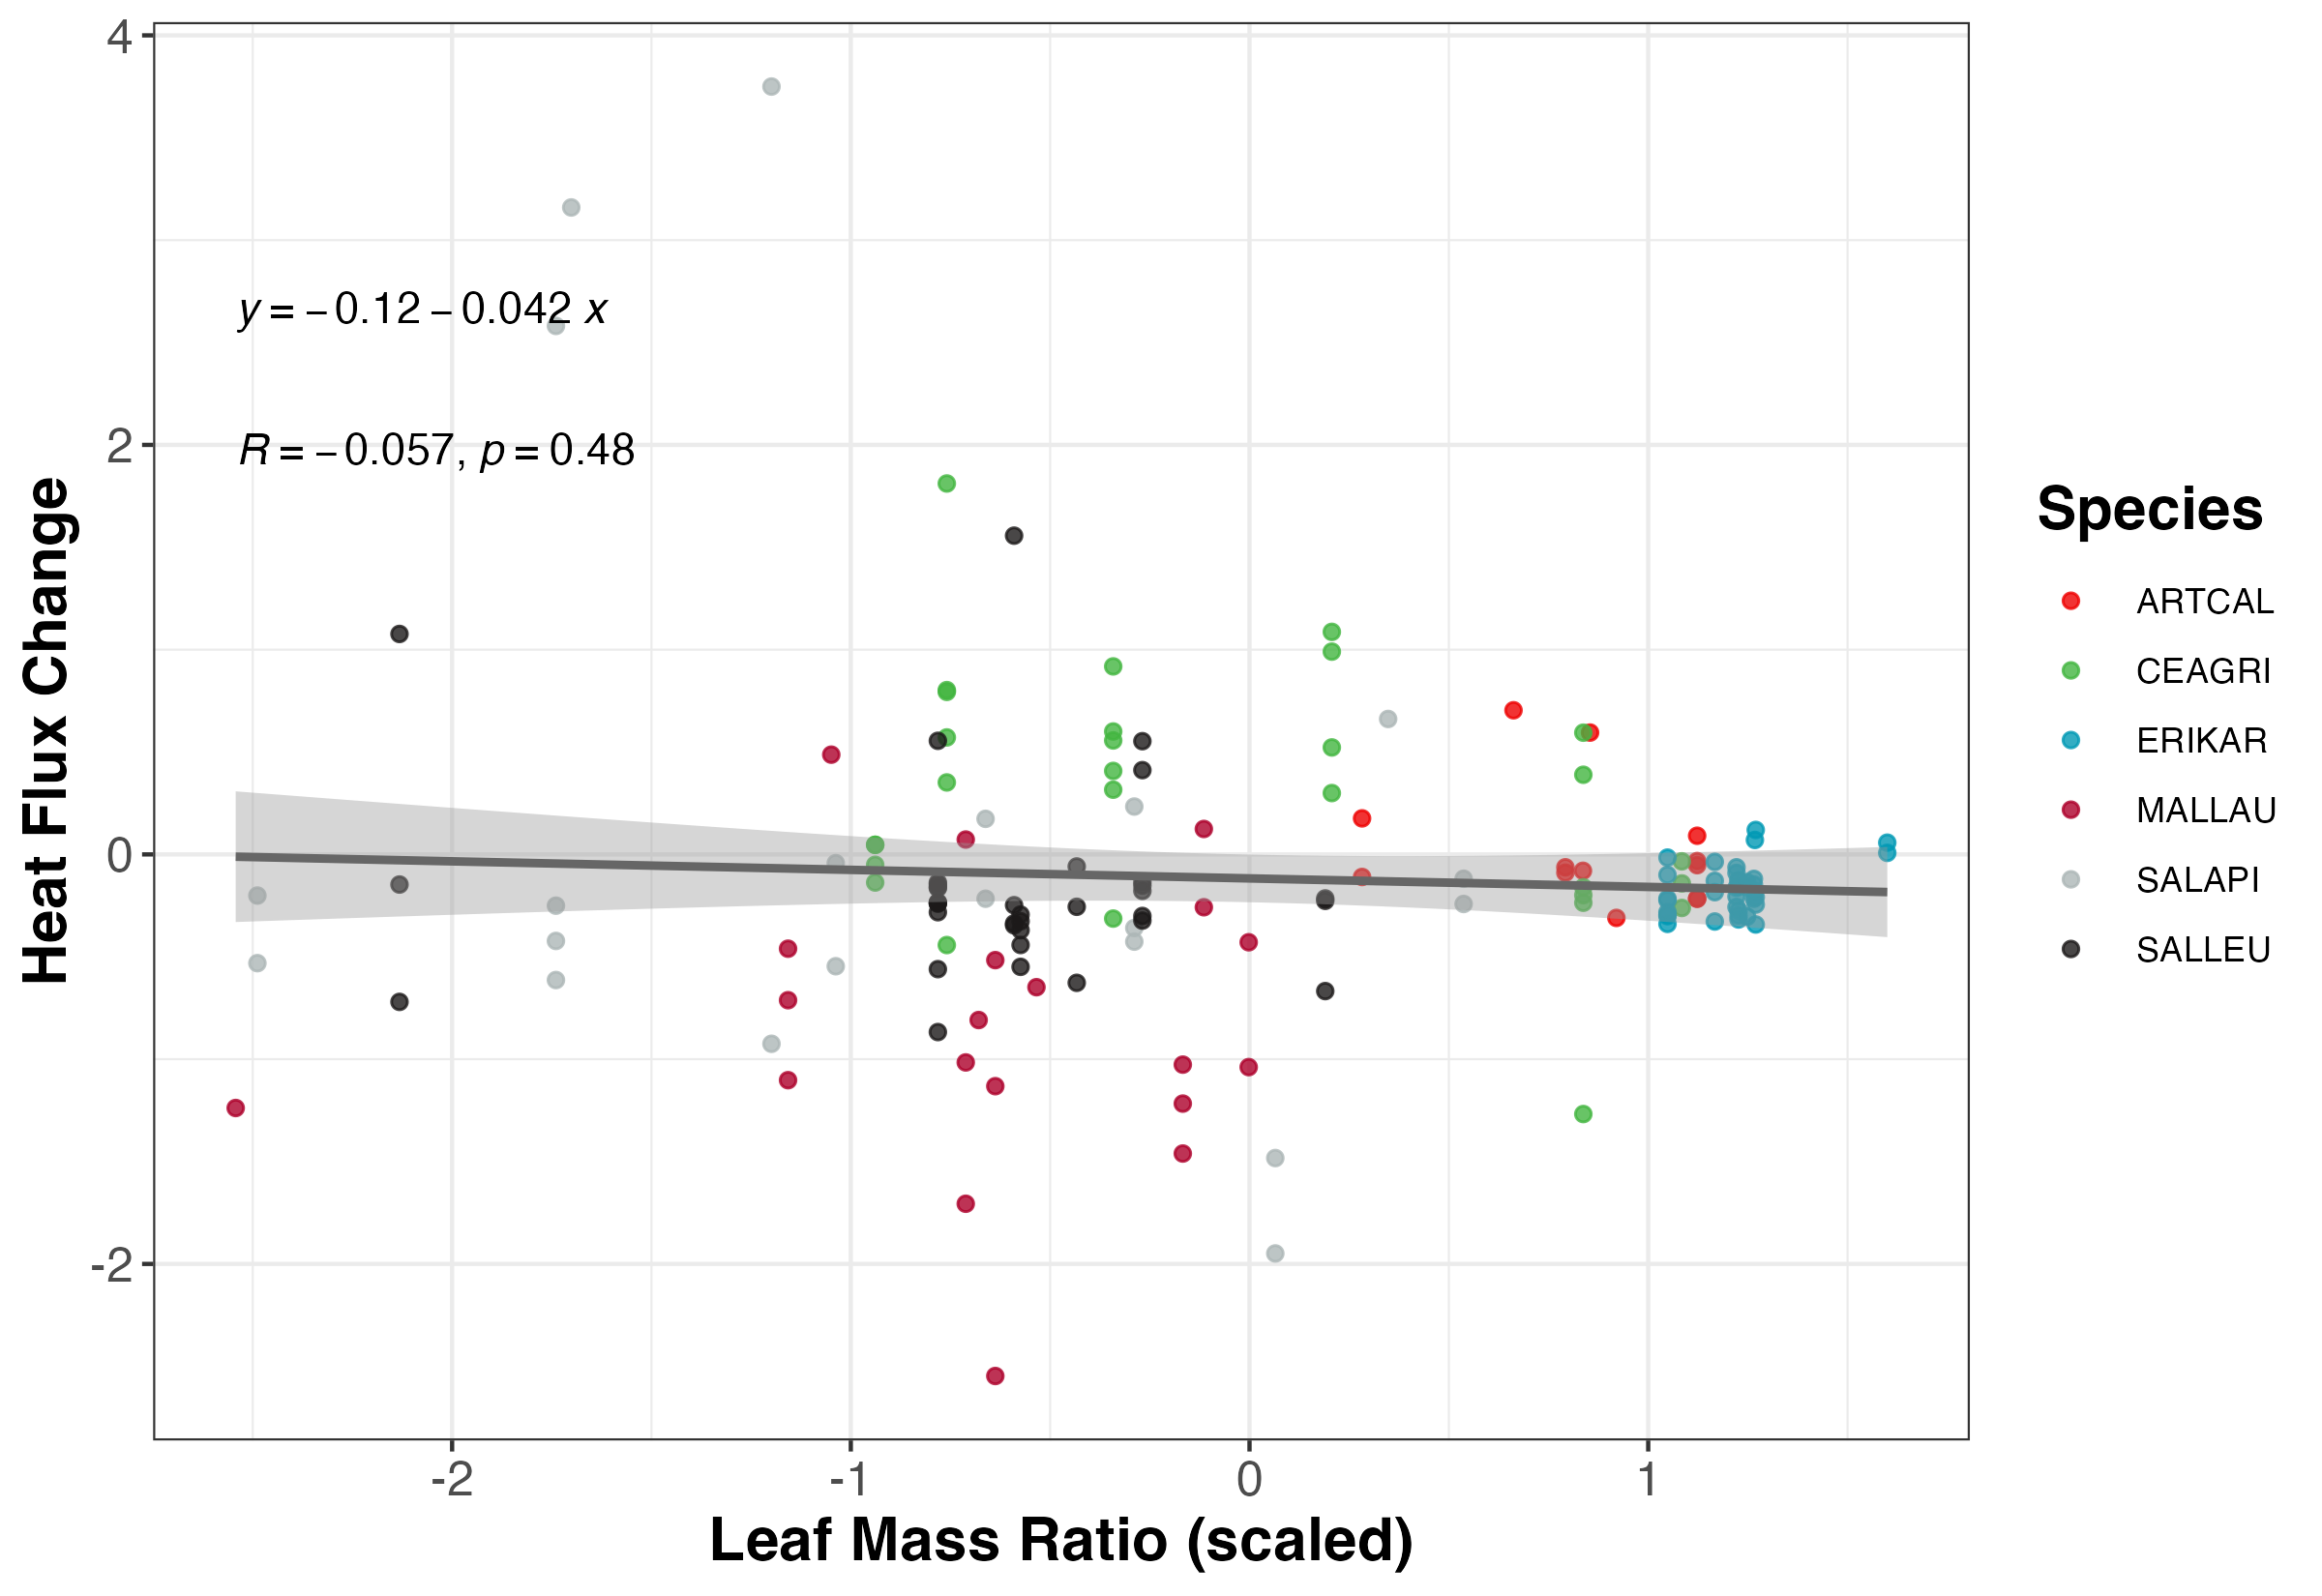 4
y = − 0.12 − 0.042 x
R = − 0.057, p = 0.48
2
0
-2
Heat Flux Change
-2 -1 0 1
Leaf Mass Ratio (scaled)
Species
ARTCAL
CEAGRI
ERIKAR
MALLAU
SALAPI
SALLEU